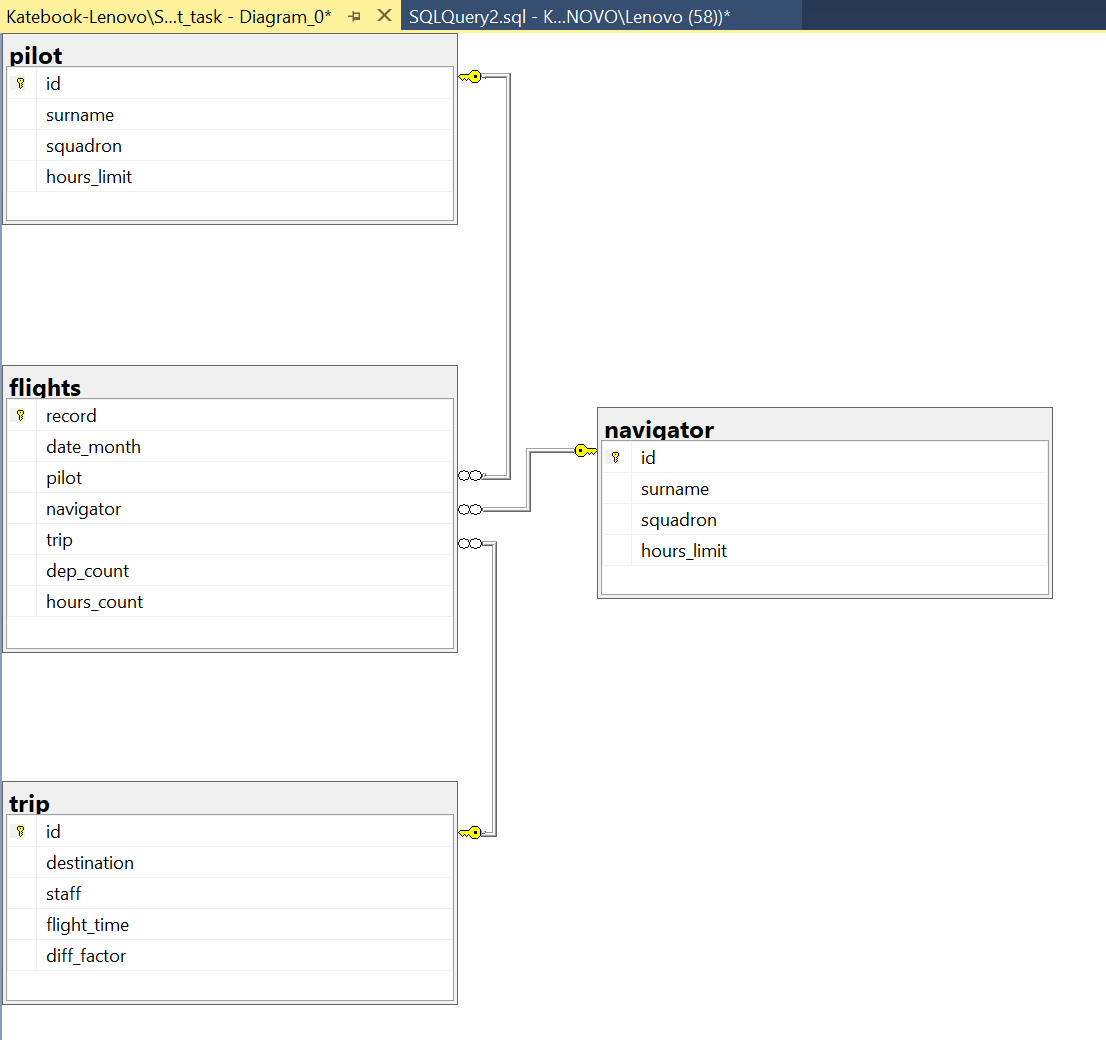 Katebook-Lenovo\S...t_task - Diagram_0*
SQLQuery2.sql - K...NOVO\Lenovo (58))*
pilot
id
surname
squadron
hours_limit
flights
record
date_month
pilot
navigator
trip
dep_count
hours_count
navigator
id
surname
squadron
hours_limit
trip
id
destination
staff
flight_time
diff_factor